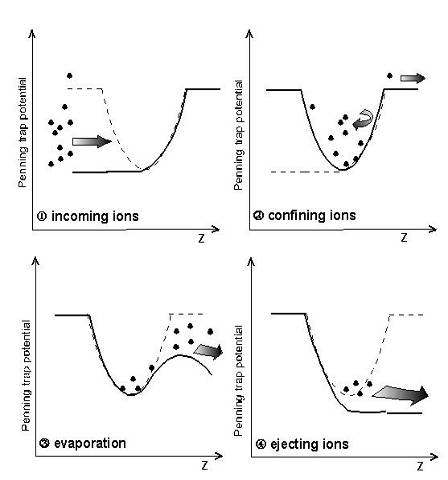 Penning trap potential
① incoming ions
Z
Penning trap potential
② confining ions
Z
Penning trap potential
③ evaporation
Z
Penning trap potential
④ ejecting ions
Z